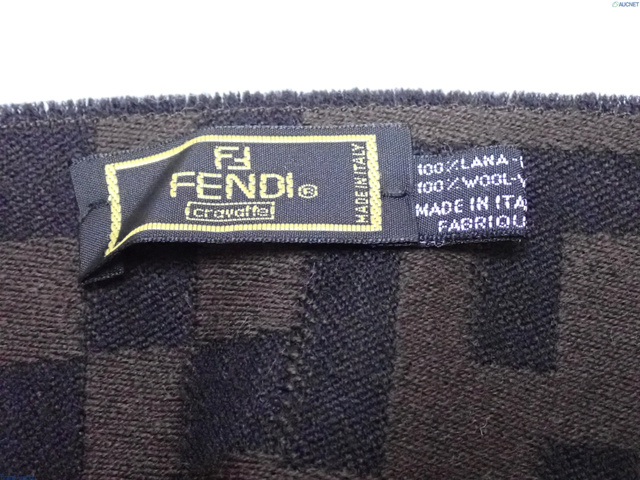 AUCNET
FF
FENDI®
cravatte
MADE IN ITALY
100% LANA-
100% WOOL-
MADE IN ITA
FABRIQU